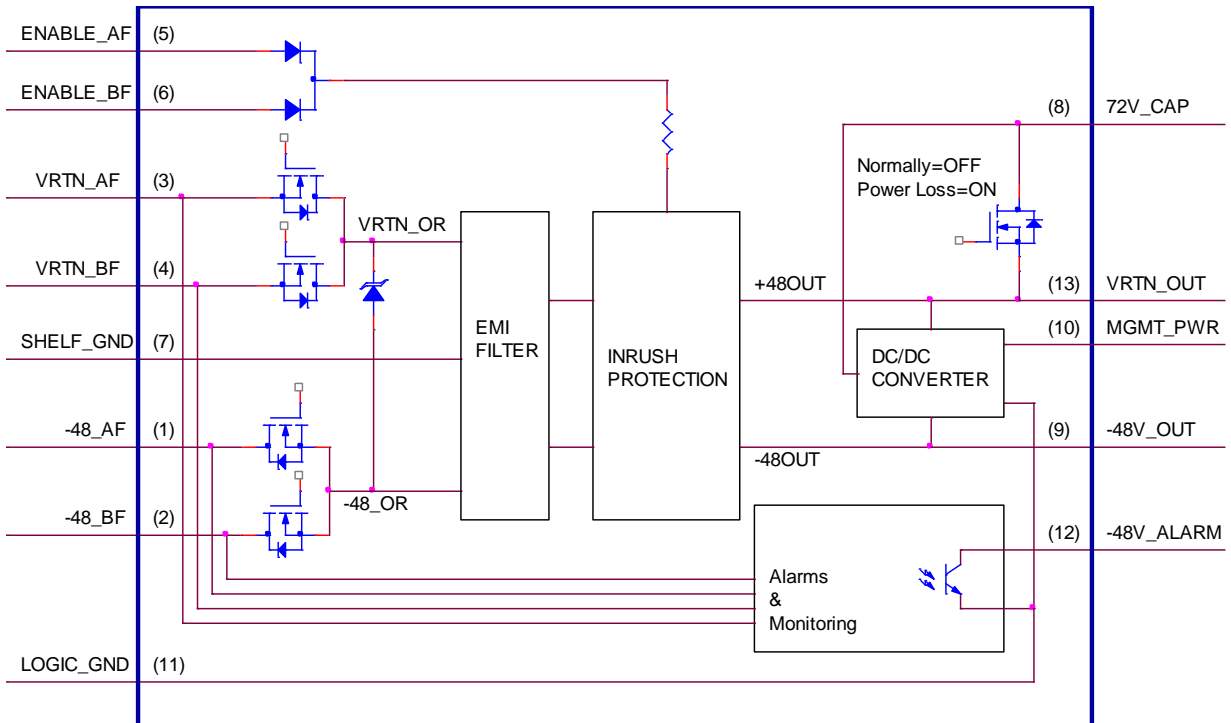 ENABLE_AF (5)
ENABLE_BF (6)
(8) 72V_CAP
Normally=OFF
Power Loss=ON
VRTN_AF (3)
VRTN_OR
VRTN_BF (4)
+48OUT
(13) VRTN_OUT
SHELF_GND (7)
EMI
FILTER
INRUSH
PROTECTION
DC/DC
CONVERTER
(10) MGMT_PWR
-48_AF (1)
-48OUT
(9) -48V_OUT
-48_OR
-48_BF (2)
(12) -48V_ALARM
Alarms
&
Monitoring
LOGIC_GND (11)